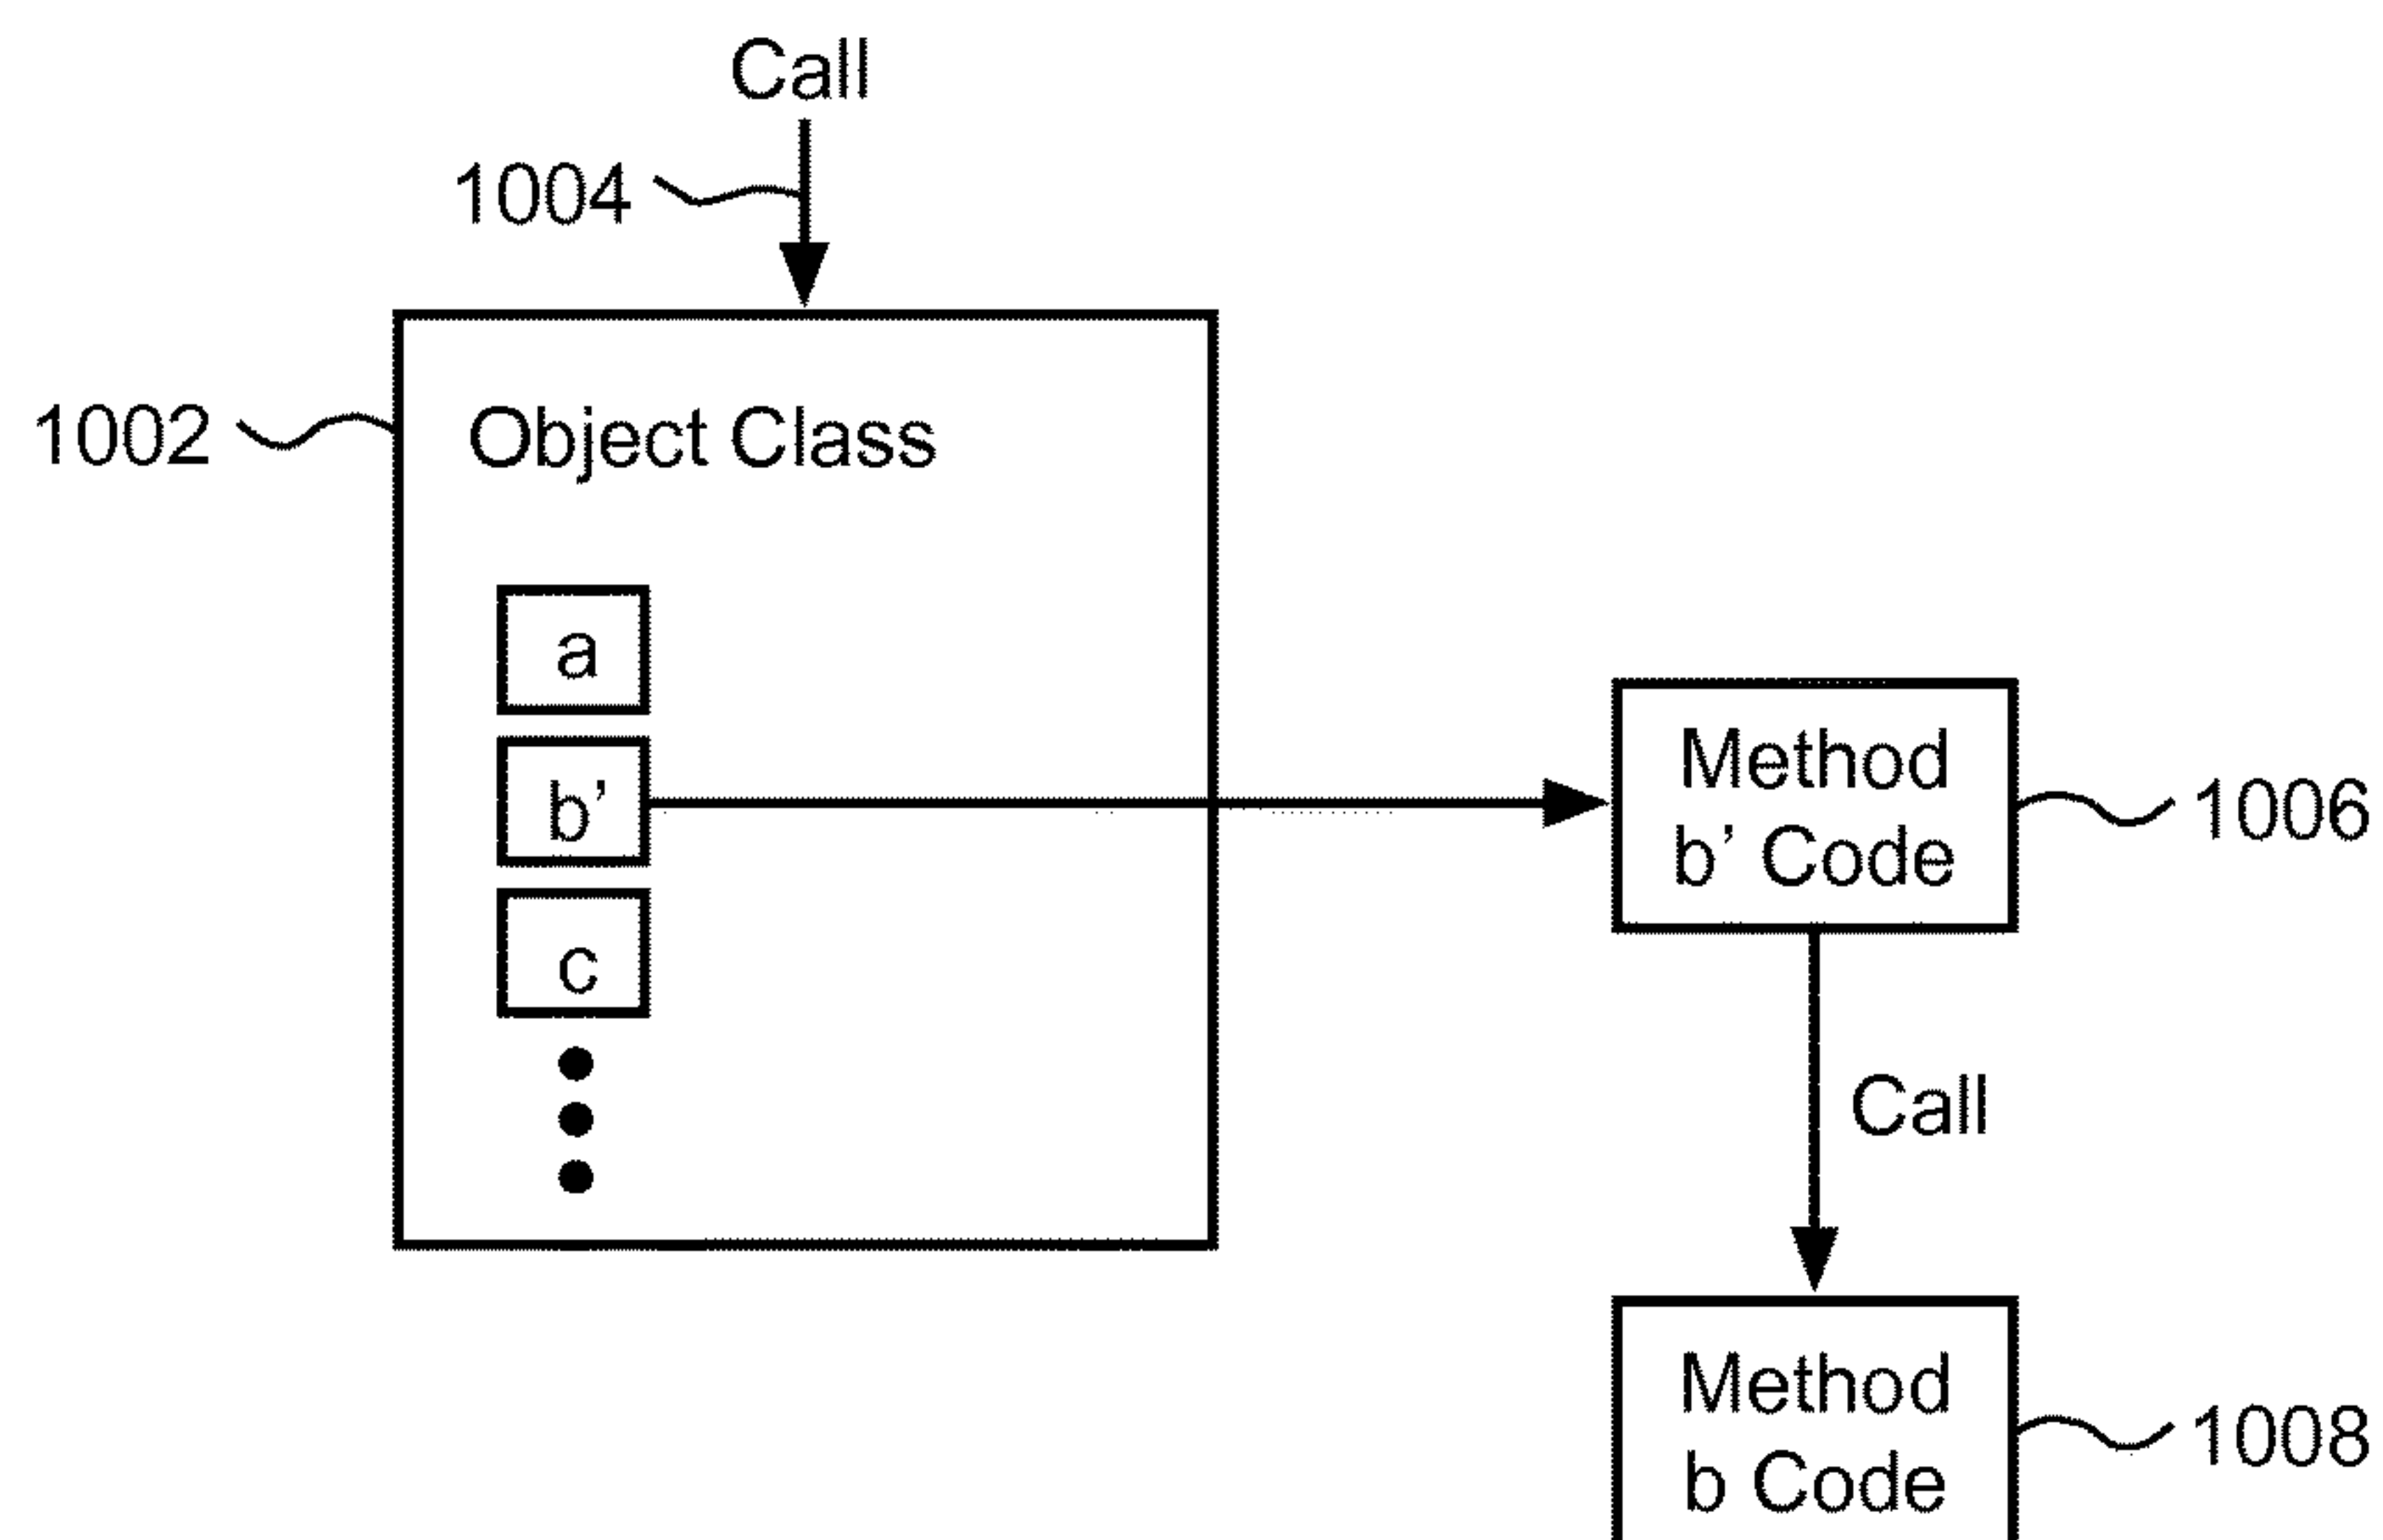 Call
1004
1002
Object Class
a
b’
c
Method
b’ Code
1006
Call
Method
b Code
1008